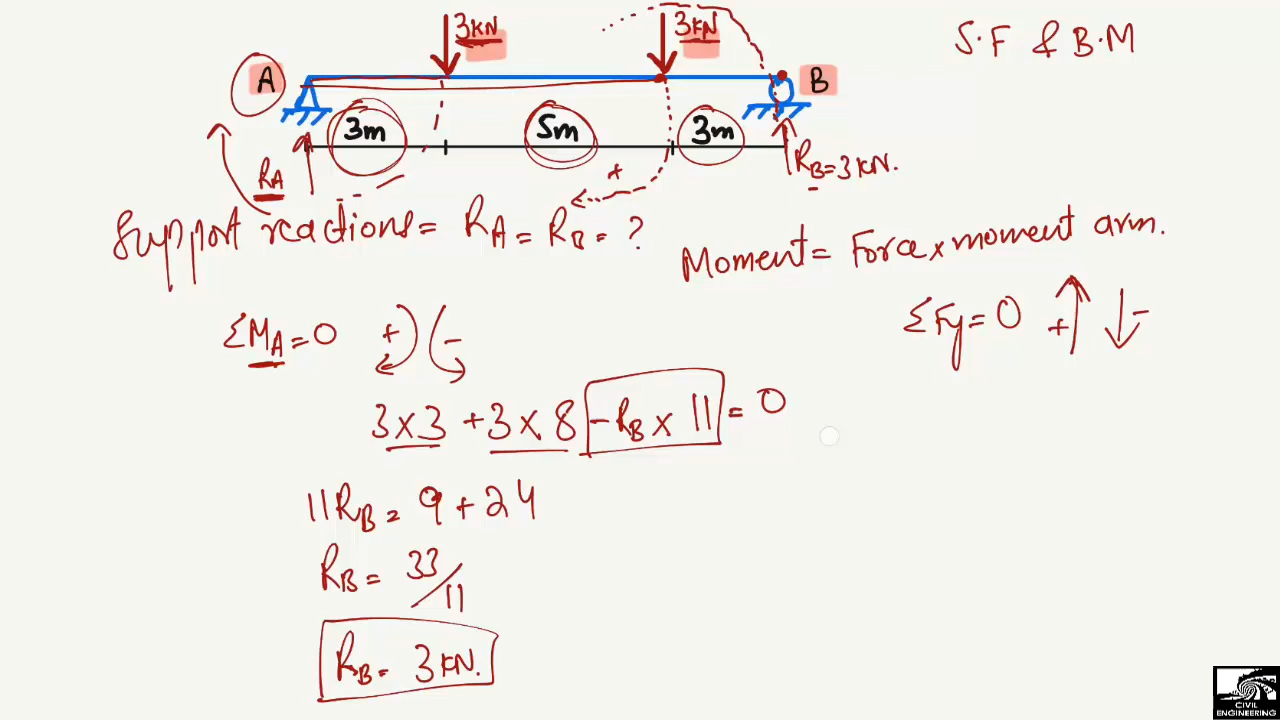 3KN 3KN S.F & B.M
A B
3m 5m 3m
RA RB=3KN.
+
Support reactions= RA= RB= ?
Moment= Force x moment arm.
ΣMA=0 + - ΣFy=0 + -
3x3 +3x8 -RB x 11 = 0
11RB= 9+24
RB= 33/11
RB= 3KN.
CIVIL
ENGINEERING